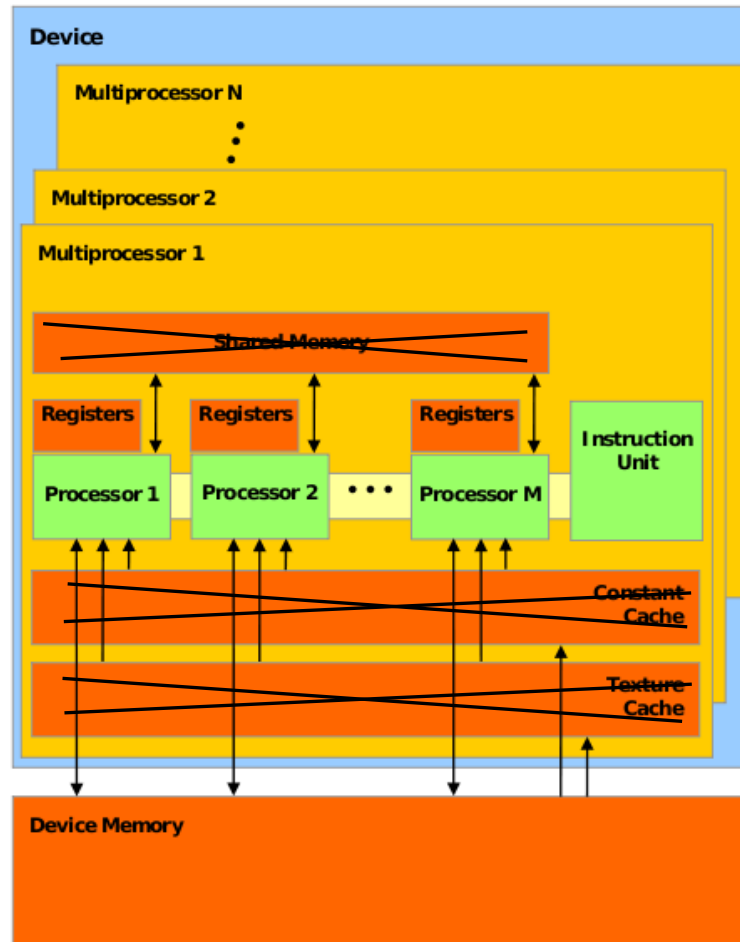 Device
Multiprocessor N
Multiprocessor 2
Multiprocessor 1
Shared Memory
Registers
Registers
Registers
Instruction
Unit
Processor 1
Processor 2
• • •
Processor M
Constant
Cache
Texture
Cache
Device Memory